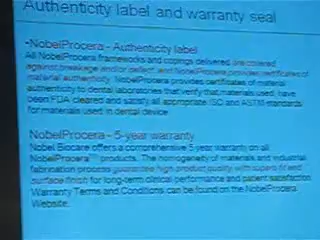 Authenticity label and warranty seal
-NobelProcera - Authenticity label
All NobelProcera frameworks and copings delivered are covered
against breakage and/or defect and NobelProcera provides certificates of
material authenticity. NobelProcera provides certificates of material
authenticity to dental laboratories that verify that materials used have
been FDA cleared and satisfy all appropriate ISO and ASTM standards
for materials used in dental device
NobelProcera - 5-year warranty
Nobel Biocare offers a comprehensive 5 year warranty on all
NobelProcera™ products. The homogeneity of materials and industrial
fabrication process guarantee high product quality with superb fit and
surface finish for long-term clinical performance and patient satisfaction
Warranty Terms and Conditions can be found on the NobelProcera
Website.